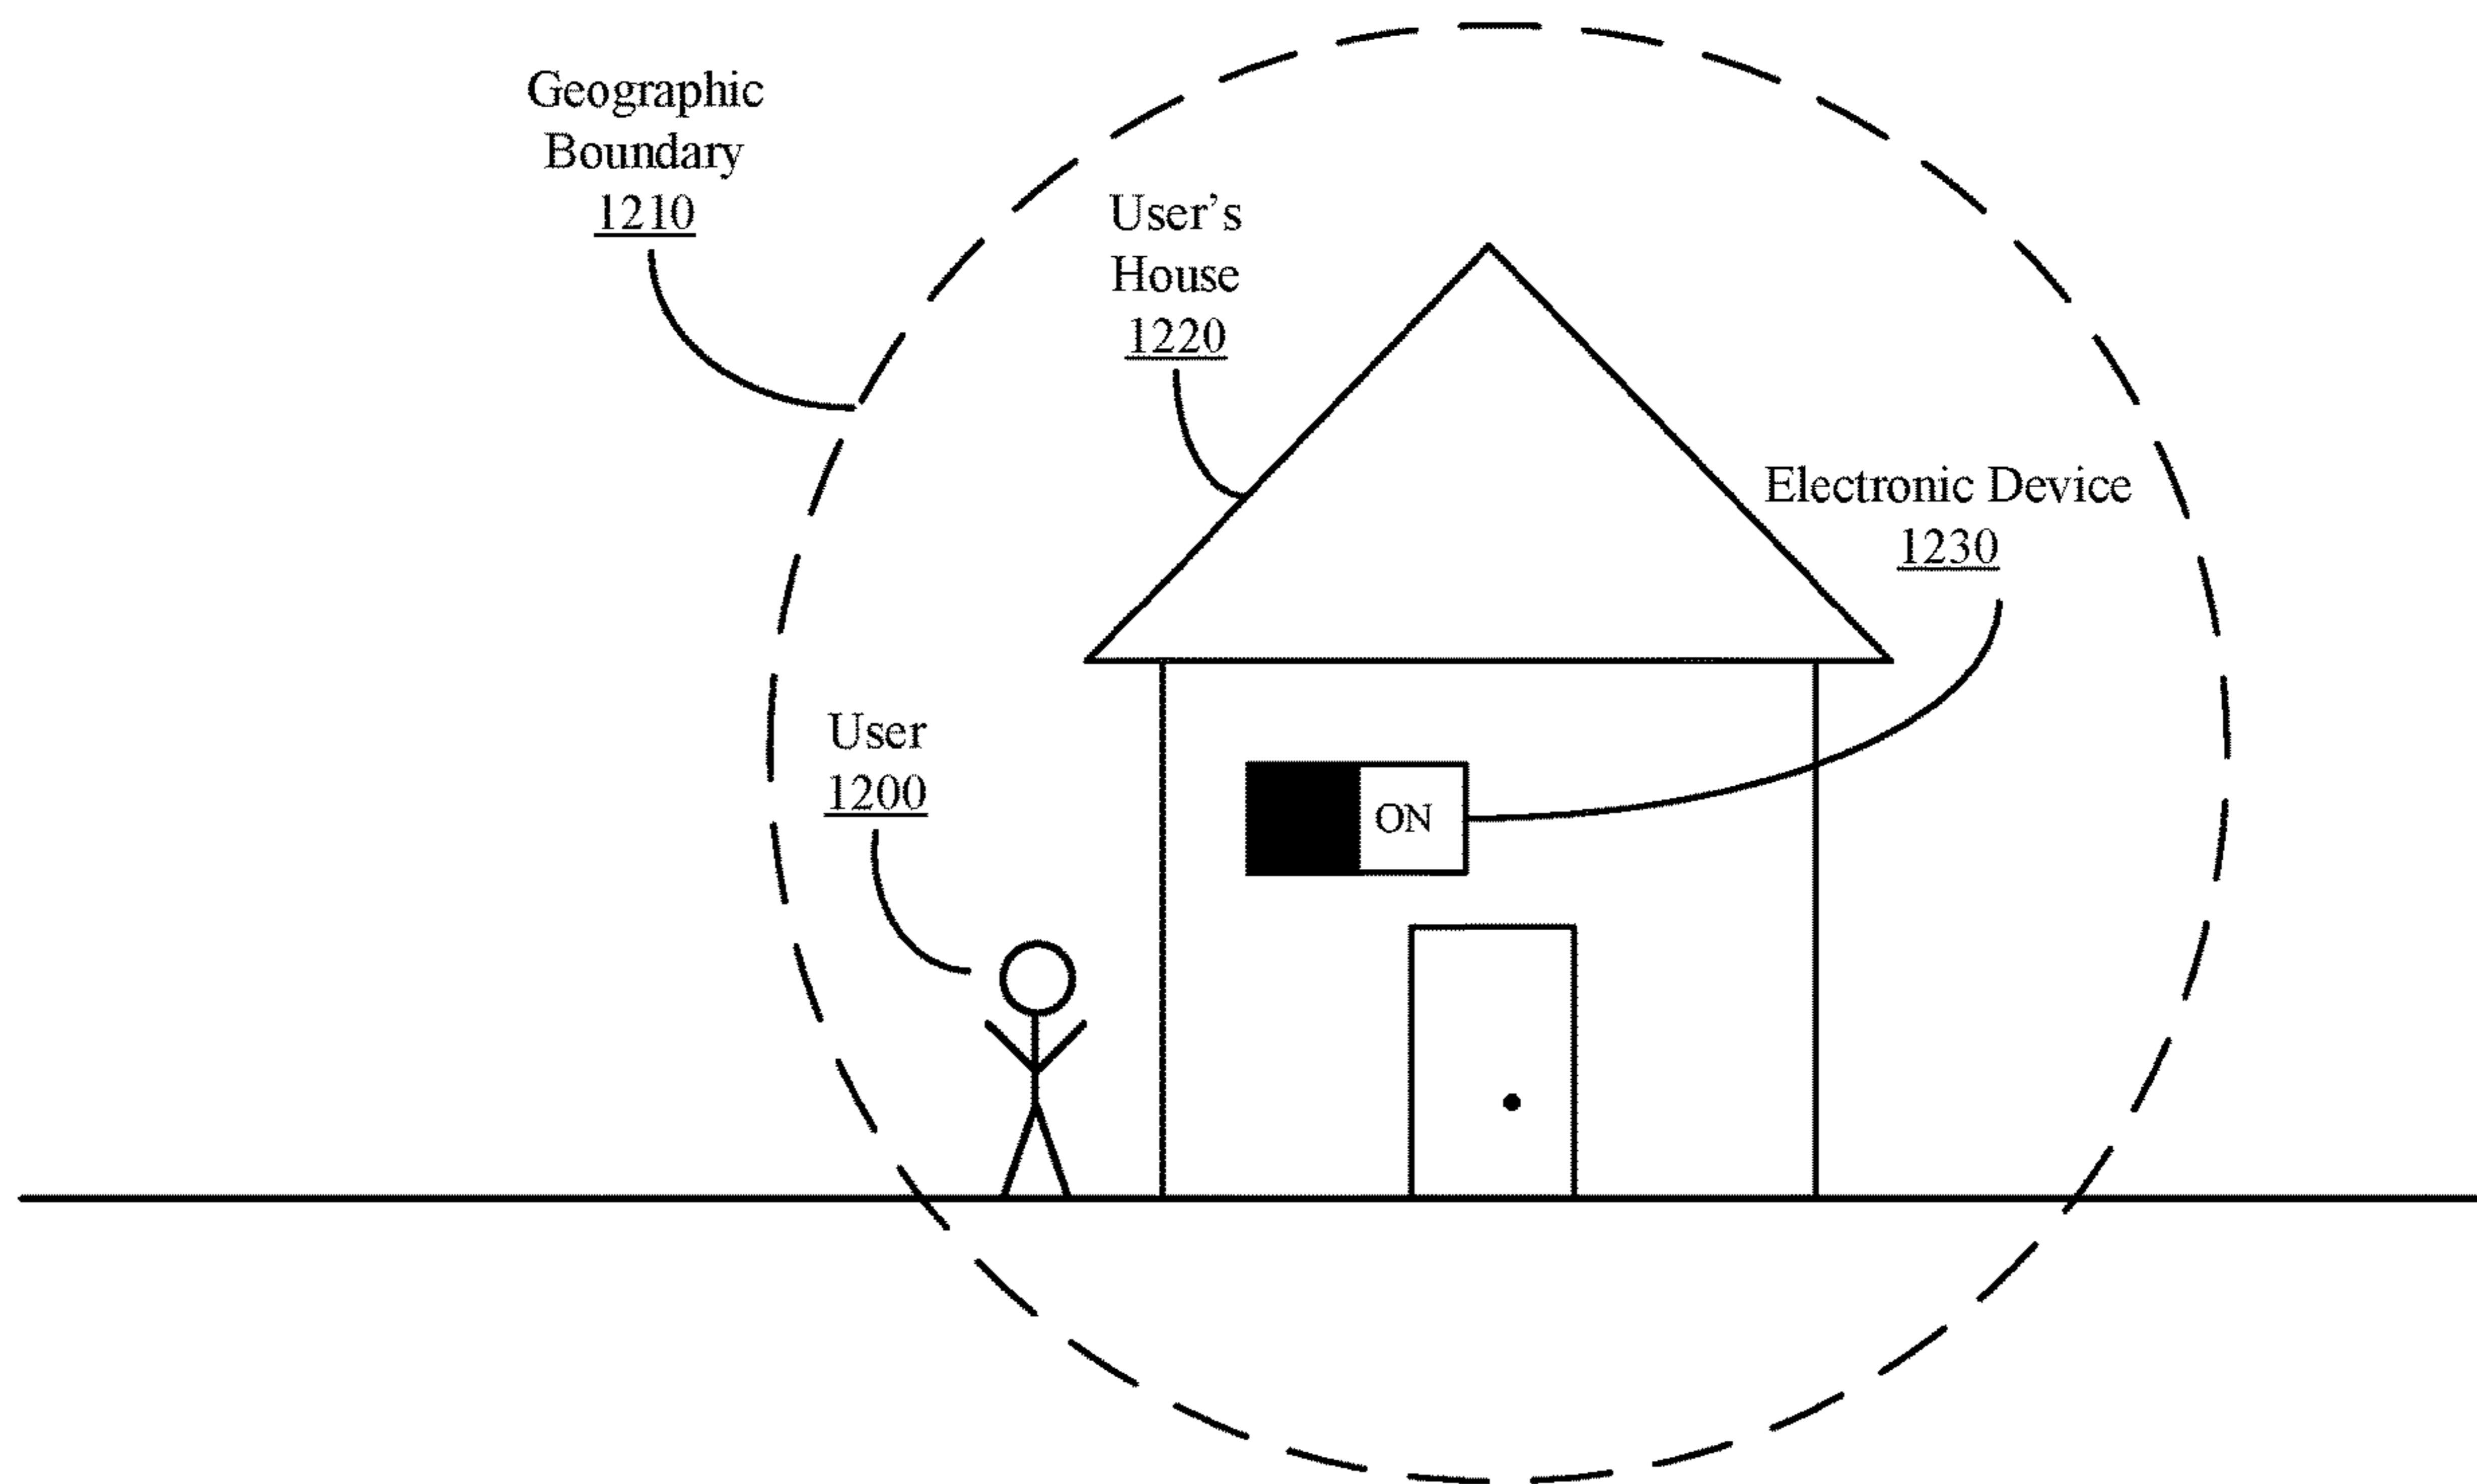 Geographic
Boundary
1210
User's
House
1220
Electronic Device
1230
User
1200
ON